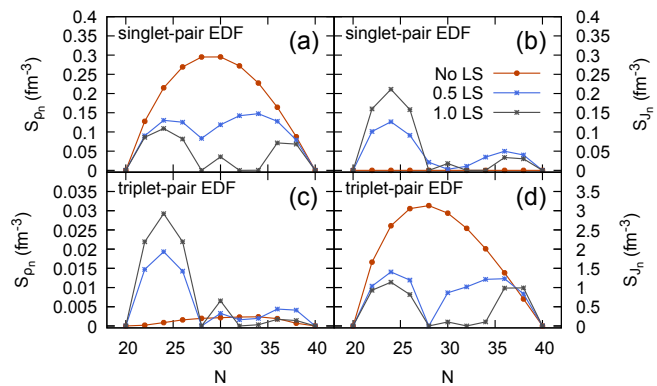 singlet-pair EDF (a)
singlet-pair EDF (b)
No LS
0.5 LS
1.0 LS
S_ρn (fm⁻³)
0.4
0.35
0.3
0.25
0.2
0.15
0.1
0.05
0
0.4
0.35
0.3
0.25
0.2
0.15
0.1
0.05
0
S_Jn (fm⁻³)
triplet-pair EDF (c)
triplet-pair EDF (d)
S_ρn (fm⁻³)
0.035
0.03
0.025
0.02
0.015
0.01
0.005
0
3.5
3
2.5
2
1.5
1
0.5
0
S_Jn (fm⁻³)
20 25 30 35 40
20 25 30 35 40
N
N